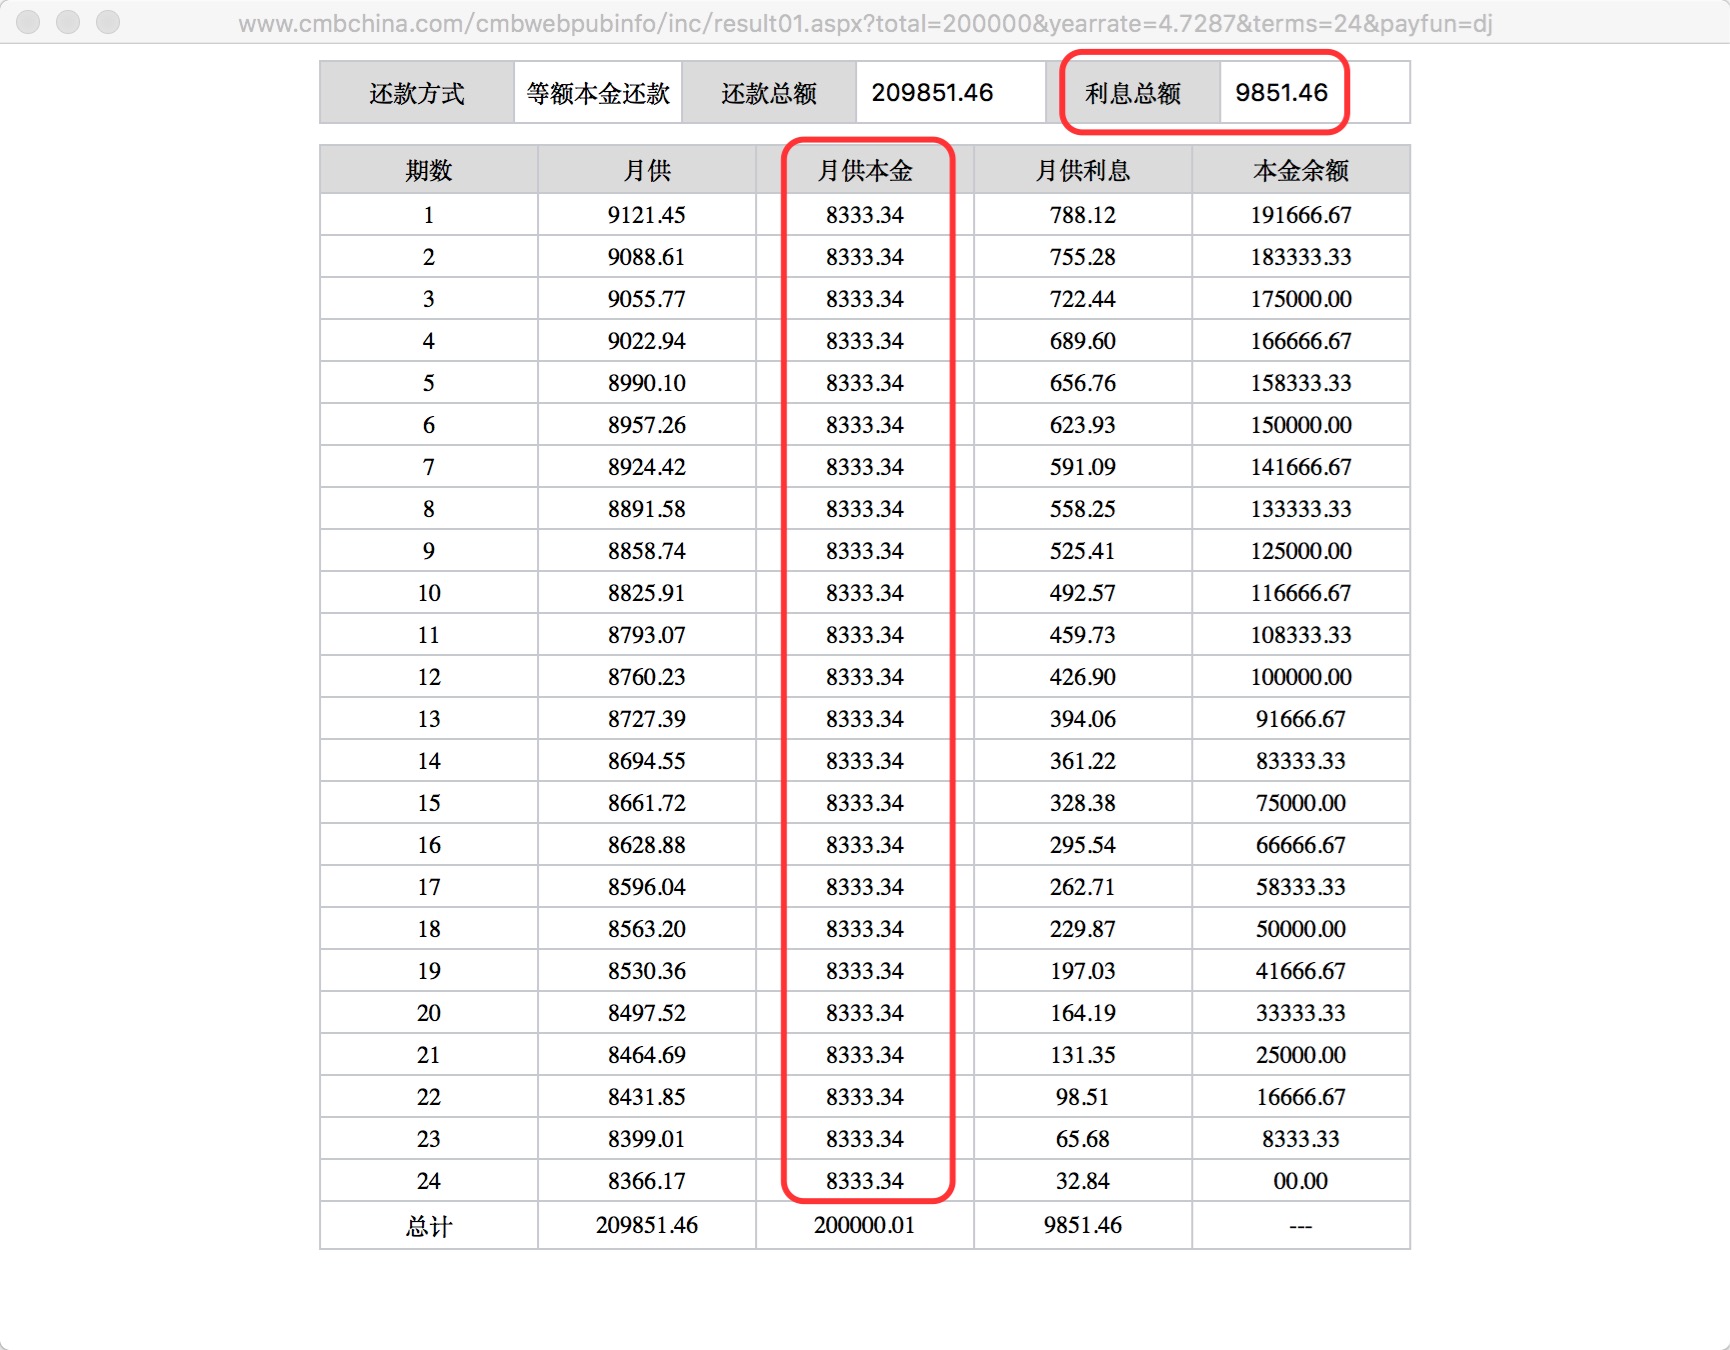 www.cmbchina.com/cmbwebpubinfo/inc/result01.aspx?total=200000&yearrate=4.7287&terms=24&payfun=dj
还款方式 等额本金还款 还款总额 209851.46 利息总额 9851.46
期数 月供 月供本金 月供利息 本金余额
1 9121.45 8333.34 788.12 191666.67
2 9088.61 8333.34 755.28 183333.33
3 9055.77 8333.34 722.44 175000.00
4 9022.94 8333.34 689.60 166666.67
5 8990.10 8333.34 656.76 158333.33
6 8957.26 8333.34 623.93 150000.00
7 8924.42 8333.34 591.09 141666.67
8 8891.58 8333.34 558.25 133333.33
9 8858.74 8333.34 525.41 125000.00
10 8825.91 8333.34 492.57 116666.67
11 8793.07 8333.34 459.73 108333.33
12 8760.23 8333.34 426.90 100000.00
13 8727.39 8333.34 394.06 91666.67
14 8694.55 8333.34 361.22 83333.33
15 8661.72 8333.34 328.38 75000.00
16 8628.88 8333.34 295.54 66666.67
17 8596.04 8333.34 262.71 58333.33
18 8563.20 8333.34 229.87 50000.00
19 8530.36 8333.34 197.03 41666.67
20 8497.52 8333.34 164.19 33333.33
21 8464.69 8333.34 131.35 25000.00
22 8431.85 8333.34 98.51 16666.67
23 8399.01 8333.34 65.68 8333.33
24 8366.17 8333.34 32.84 00.00
总计 209851.46 200000.01 9851.46 ---